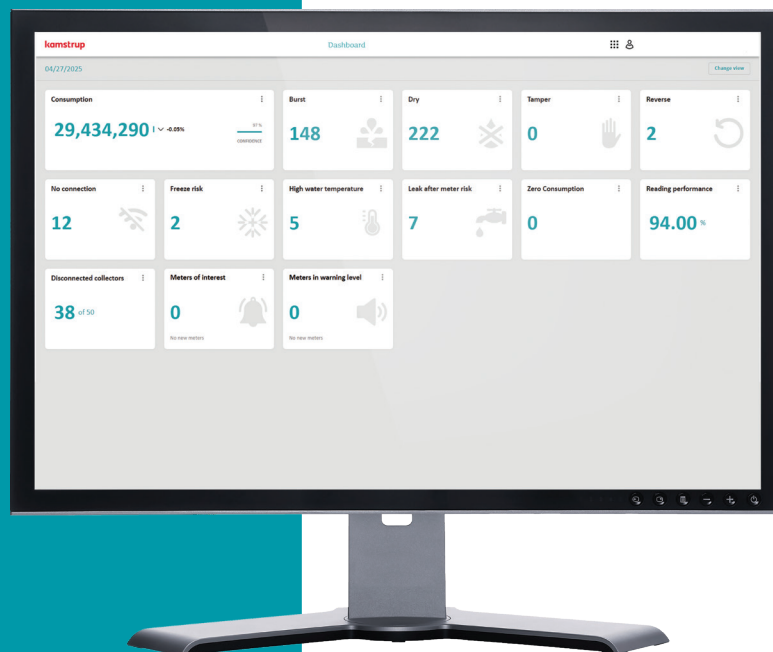 kamstrup
Dashboard
04/27/2025
Change view
Consumption
29,434,290 l -0.05%
97%
CONFIDENCE
Burst
148
Dry
222
Tamper
0
Reverse
2
No connection
12
Freeze risk
2
High water temperature
5
Leak after meter risk
7
Zero Consumption
0
Reading performance
94.00 %
Disconnected collectors
38 of 50
Meters of interest
0
No new meters
Meters in warning level
0
No new meters